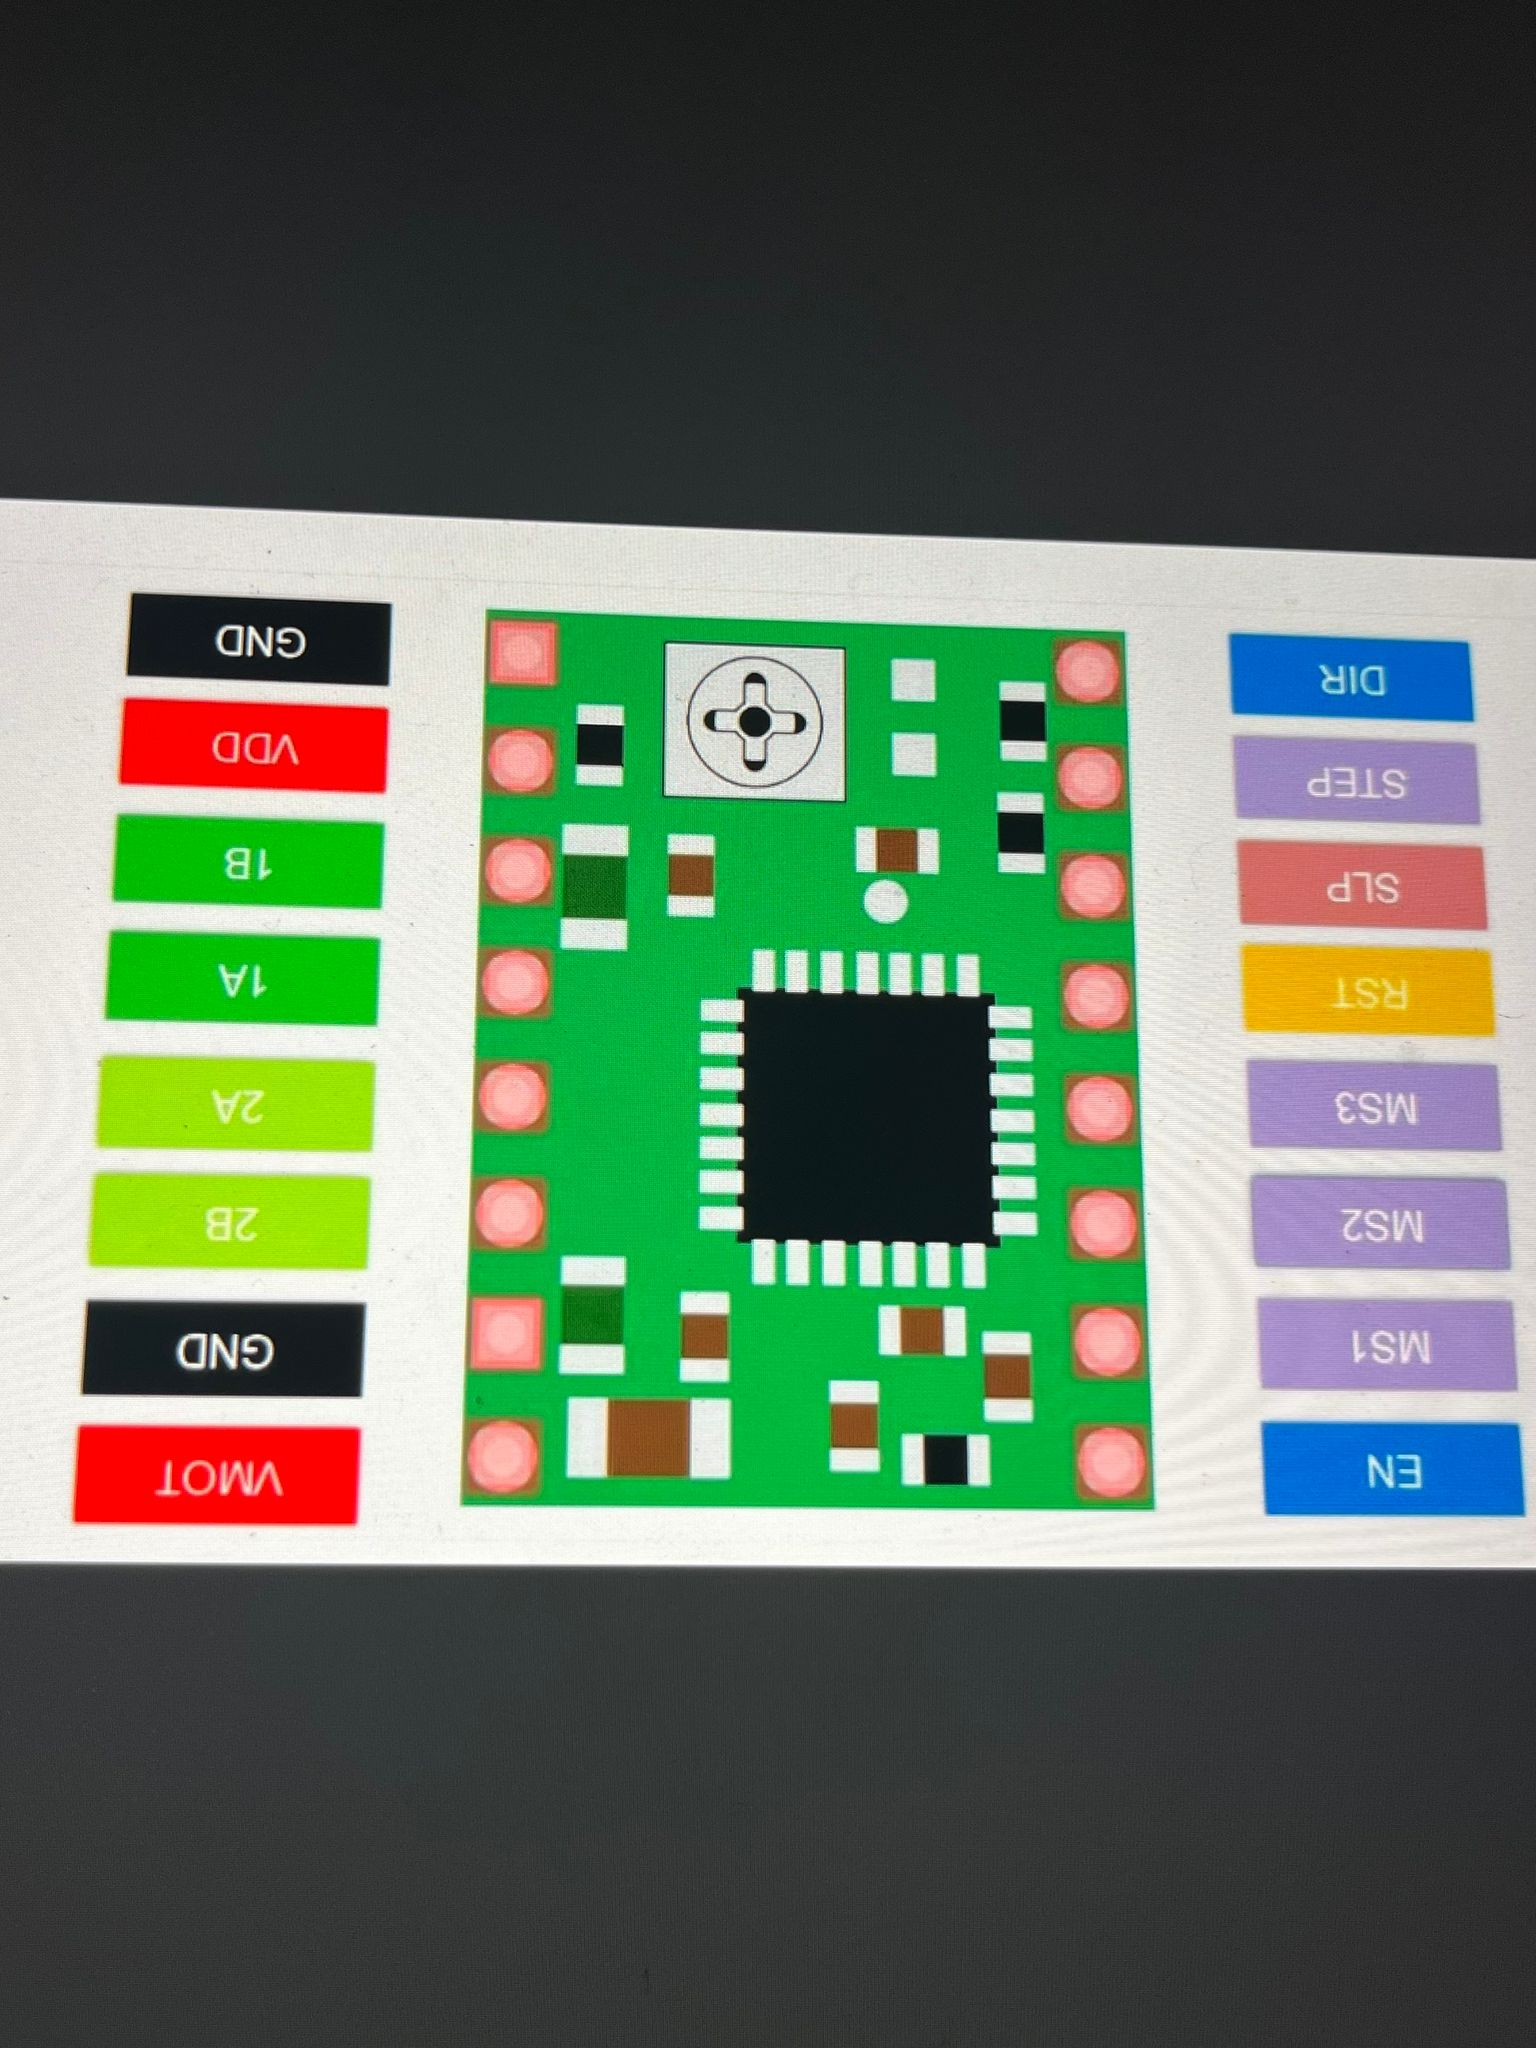 EN
MS1
MS2
MS3
RST
SLP
STEP
DIR
VMOT
GND
2B
2A
1A
1B
VDD
GND